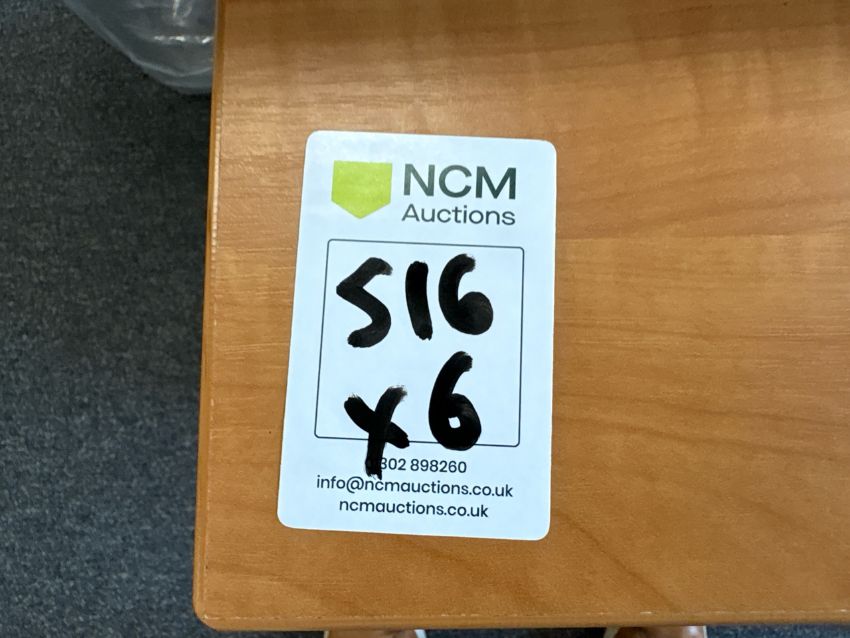 NCM
Auctions
516
x6
302 898260
info@ncmauctions.co.uk
ncmauctions.co.uk